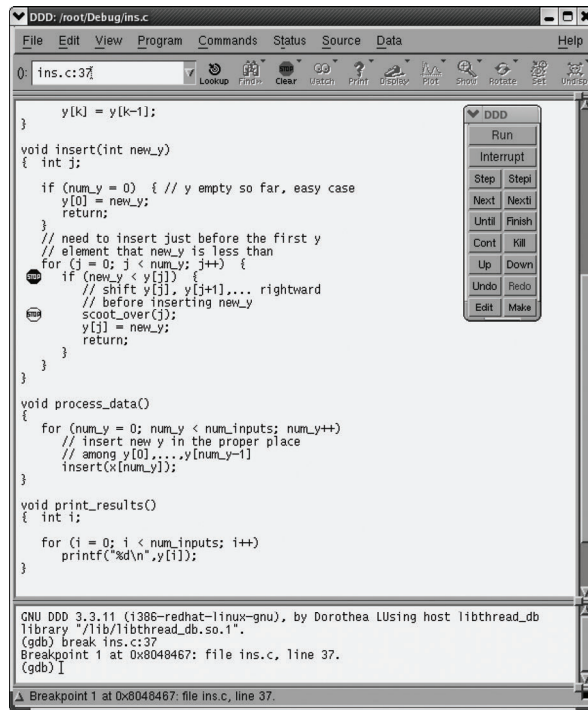 DDD: /root/Debug/ins.c
File Edit View Program Commands Status Source Data Help
(): ins.c:37
Lookup Find» Clear Watch Print Display Plot Show Rotate Set Undisp
y[k] = y[k-1];
}
void insert(int new_y)
{ int j;
if (num_y = 0) { // y empty so far, easy case
y[0] = new_y;
return;
}
// need to insert just before the first y
// element that new_y is less than
for (j = 0; j < num_y; j++) {
STOP if (new_y < y[j]) {
// shift y[j], y[j+1],... rightward
// before inserting new_y
STOP scoot_over(j);
y[j] = new_y;
return;
}
}
}
void process_data()
{
for (num_y = 0; num_y < num_inputs; num_y++)
// insert new y in the proper place
// among y[0],...,y[num_y-1]
insert(x[num_y]);
}
void print_results()
{ int i;
for (i = 0; i < num_inputs; i++)
printf("%d\n",y[i]);
}
DDD
Run
Interrupt
Step Stepi
Next Nexti
Until Finish
Cont Kill
Up Down
Undo Redo
Edit Make
GNU DDD 3.3.11 (i386-redhat-linux-gnu), by Dorothea LUsing host libthread_db
library "/lib/libthread_db.so.1".
(gdb) break ins.c:37
Breakpoint 1 at 0x8048467: file ins.c, line 37.
(gdb)
Breakpoint 1 at 0x8048467: file ins.c, line 37.